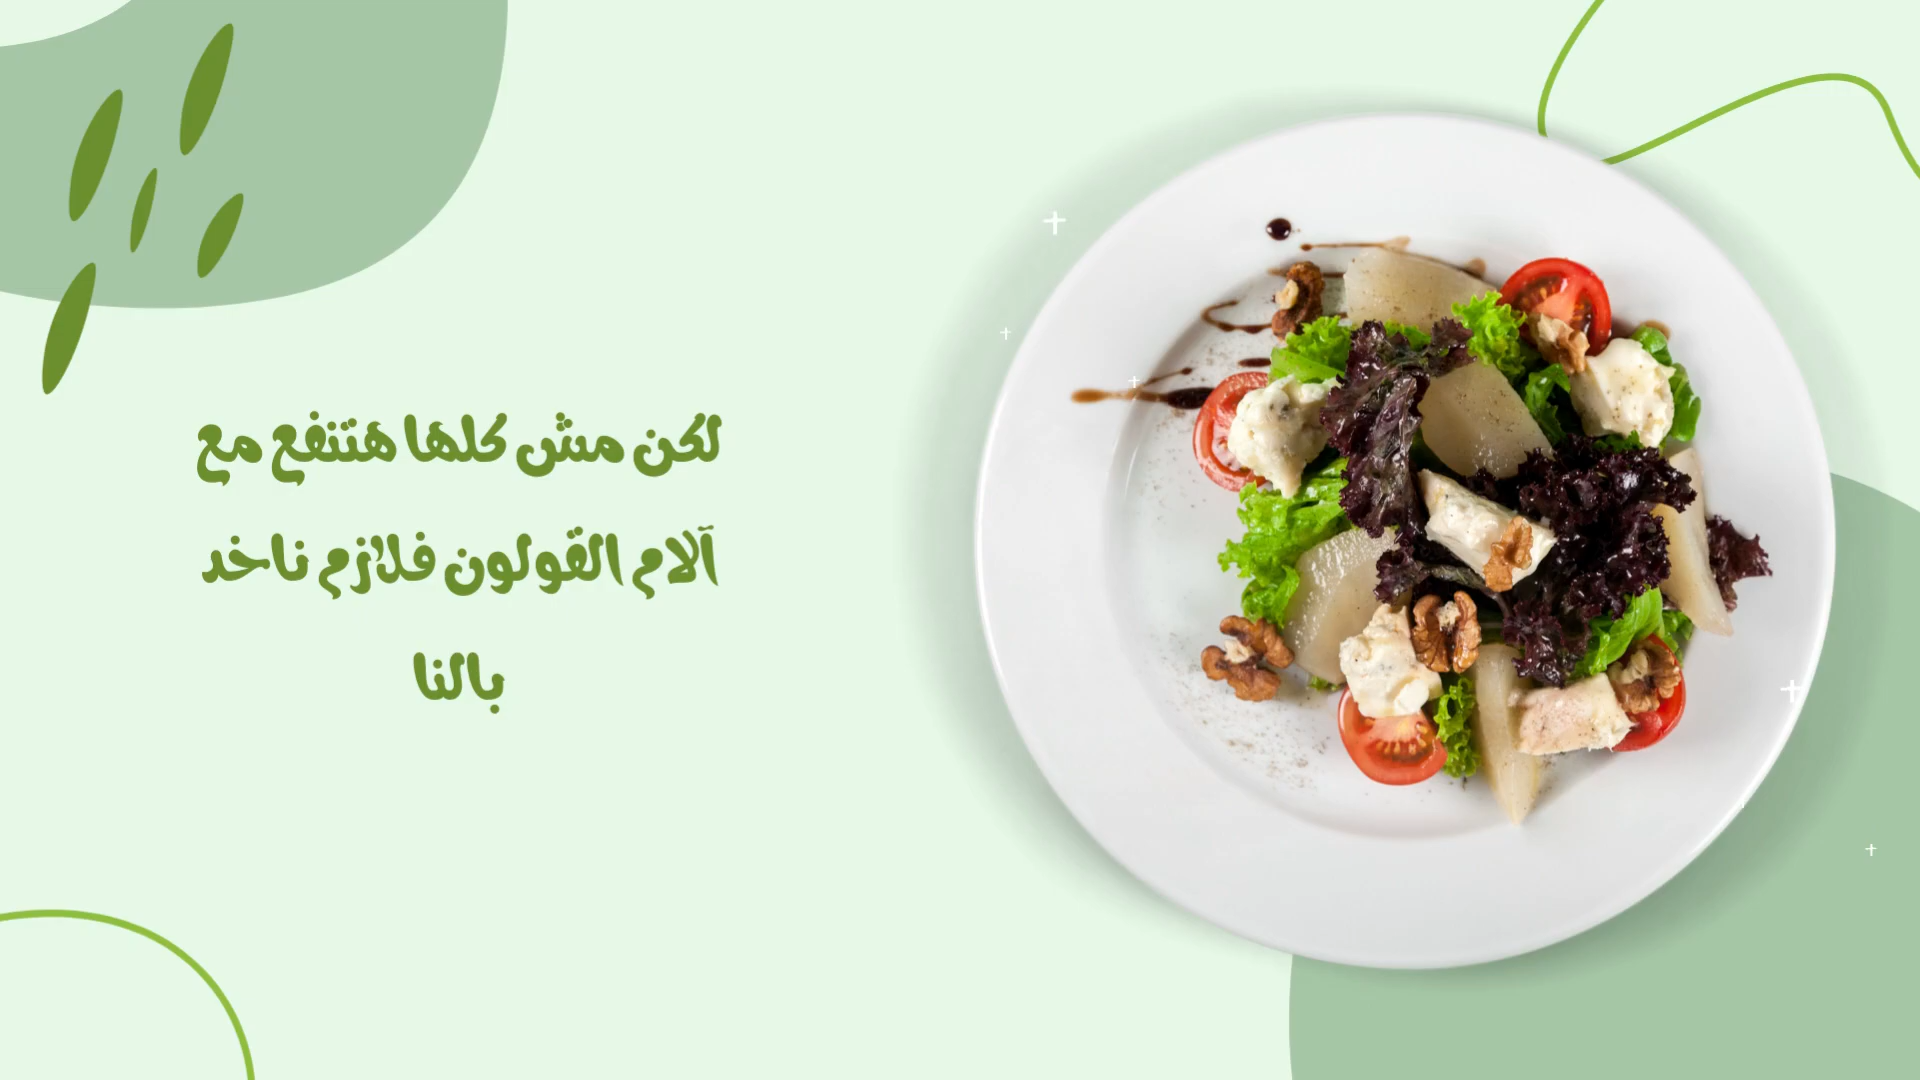 لكن مش كلها هتنفع مع
آلام القولون فلازم ناخد
بالنا